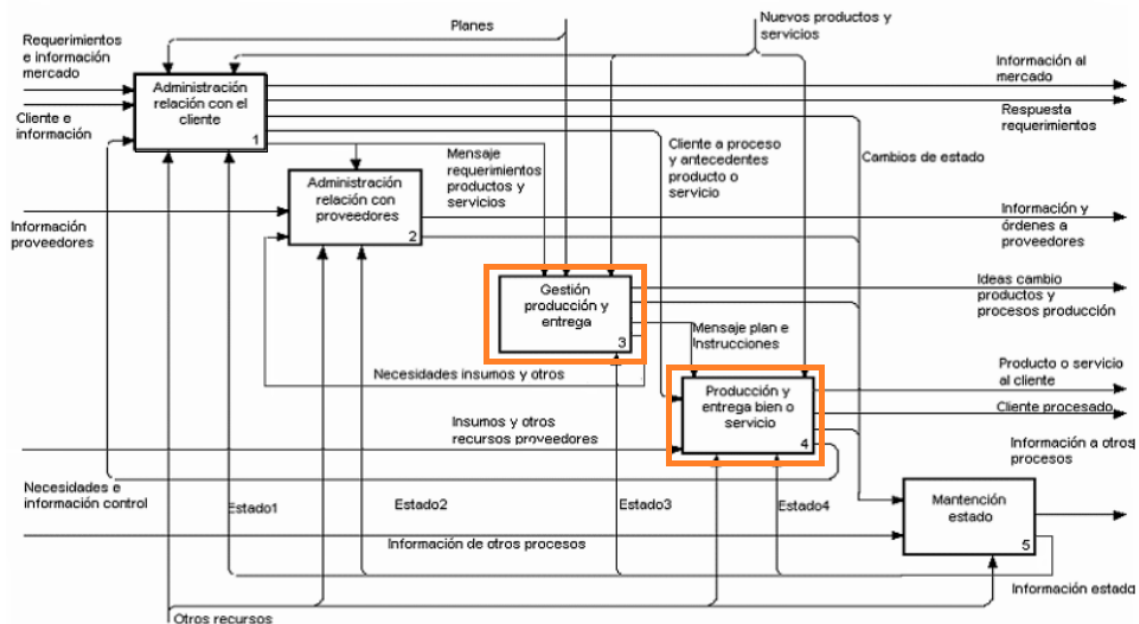 Planes
Nuevos productos y
servicios
Requerimientos
e información
mercado
Información al
mercado
Administración
relación con el
cliente
1
Respuesta
requerimientos
Cliente e
información
Cliente a proceso
y antecedentes
producto o
servicio
Cambios de estado
Mensaje
requerimientos
productos y
servicios
Administración
relación con
proveedores
2
Información
proveedores
Información y
órdenes a
proveedores
Gestión
producción y
entrega
3
Ideas cambio
productos y
procesos producción
Mensaje plan e
Instrucciones
Necesidades insumos y otros
Producto o servicio
al cliente
Producción y
entrega bien o
servicio
4
Cliente procesado
Insumos y otros
recursos proveedores
Información a otros
procesos
Necesidades e
información control
Estado1
Estado2
Estado3
Estado4
Mantención
estado
5
Información de otros procesos
Información estado
Otros recursos